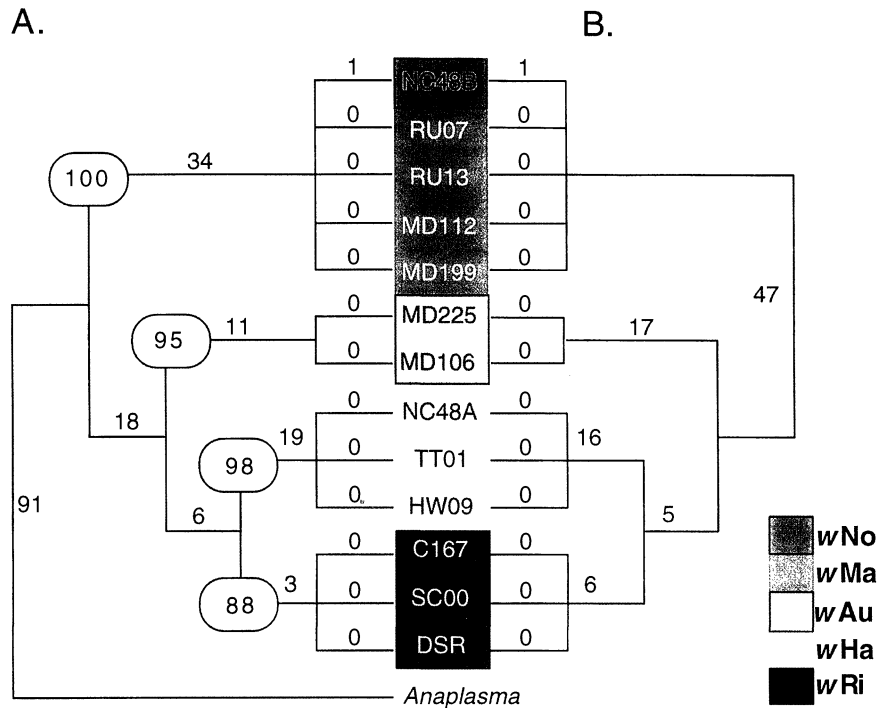 A. B.
1 NC48B 1
0 RU07 0
100 34 0 RU13 0
0 MD112 0
0 MD199 0
47
0 MD225 0
95 11 17
0 MD106 0
0 NC48A 0
18
98 19 0 TT01 0 16
91 0 HW09 0
6 5
0 C167 0
88 3 0 SC00 0 6
0 DSR 0
Anaplasma
wNo
wMa
wAu
wHa
wRi